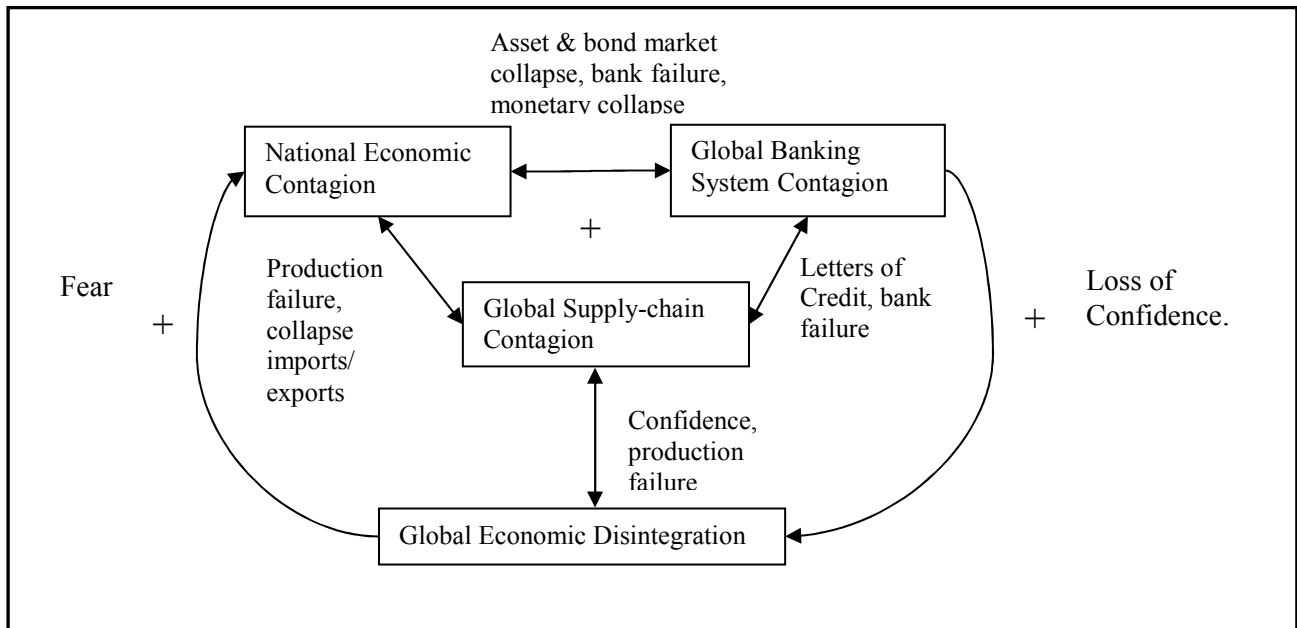 Asset & bond market
collapse, bank failure,
monetary collapse
National Economic
Contagion
Global Banking
System Contagion
+
Fear
+
Production
failure,
collapse
imports/
exports
Global Supply-chain
Contagion
Letters of
Credit, bank
failure
+
Loss of
Confidence.
Confidence,
production
failure
Global Economic Disintegration